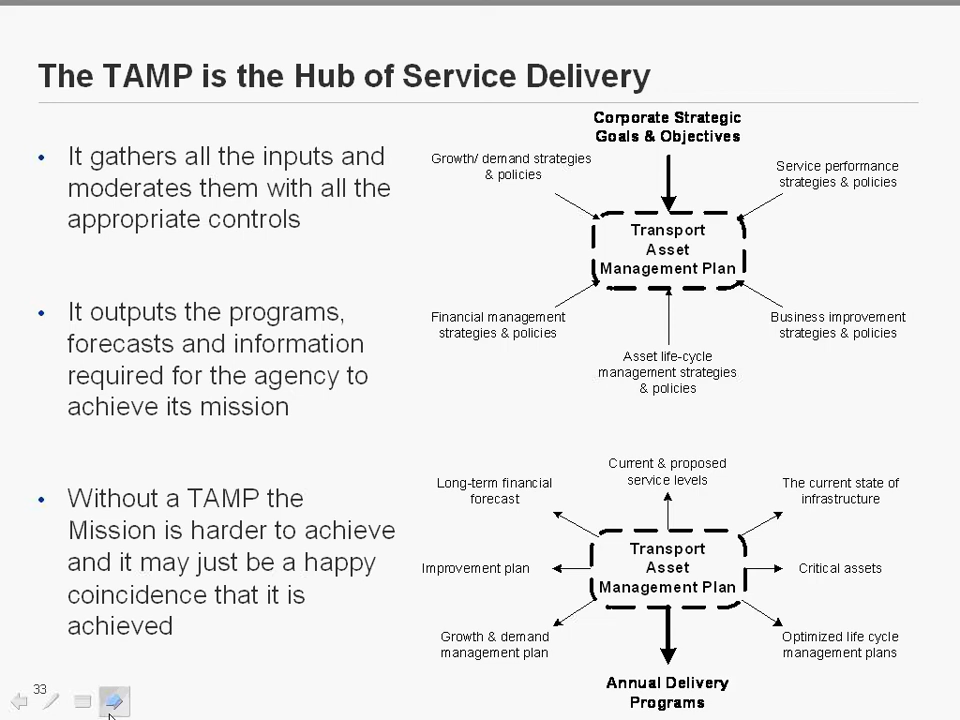 The TAMP is the Hub of Service Delivery
• It gathers all the inputs and
moderates them with all the
appropriate controls
• It outputs the programs,
forecasts and information
required for the agency to
achieve its mission
• Without a TAMP the
Mission is harder to achieve
and it may just be a happy
coincidence that it is
achieved
Corporate Strategic
Goals & Objectives
Growth/ demand strategies
& policies
Service performance
strategies & policies
Transport
Asset
Management Plan
Financial management
strategies & policies
Business improvement
strategies & policies
Asset life-cycle
management strategies
& policies
Current & proposed
service levels
Long-term financial
forecast
The current state of
infrastructure
Transport
Asset
Management Plan
Improvement plan
Critical assets
Growth & demand
management plan
Optimized life cycle
management plans
Annual Delivery
Programs
33